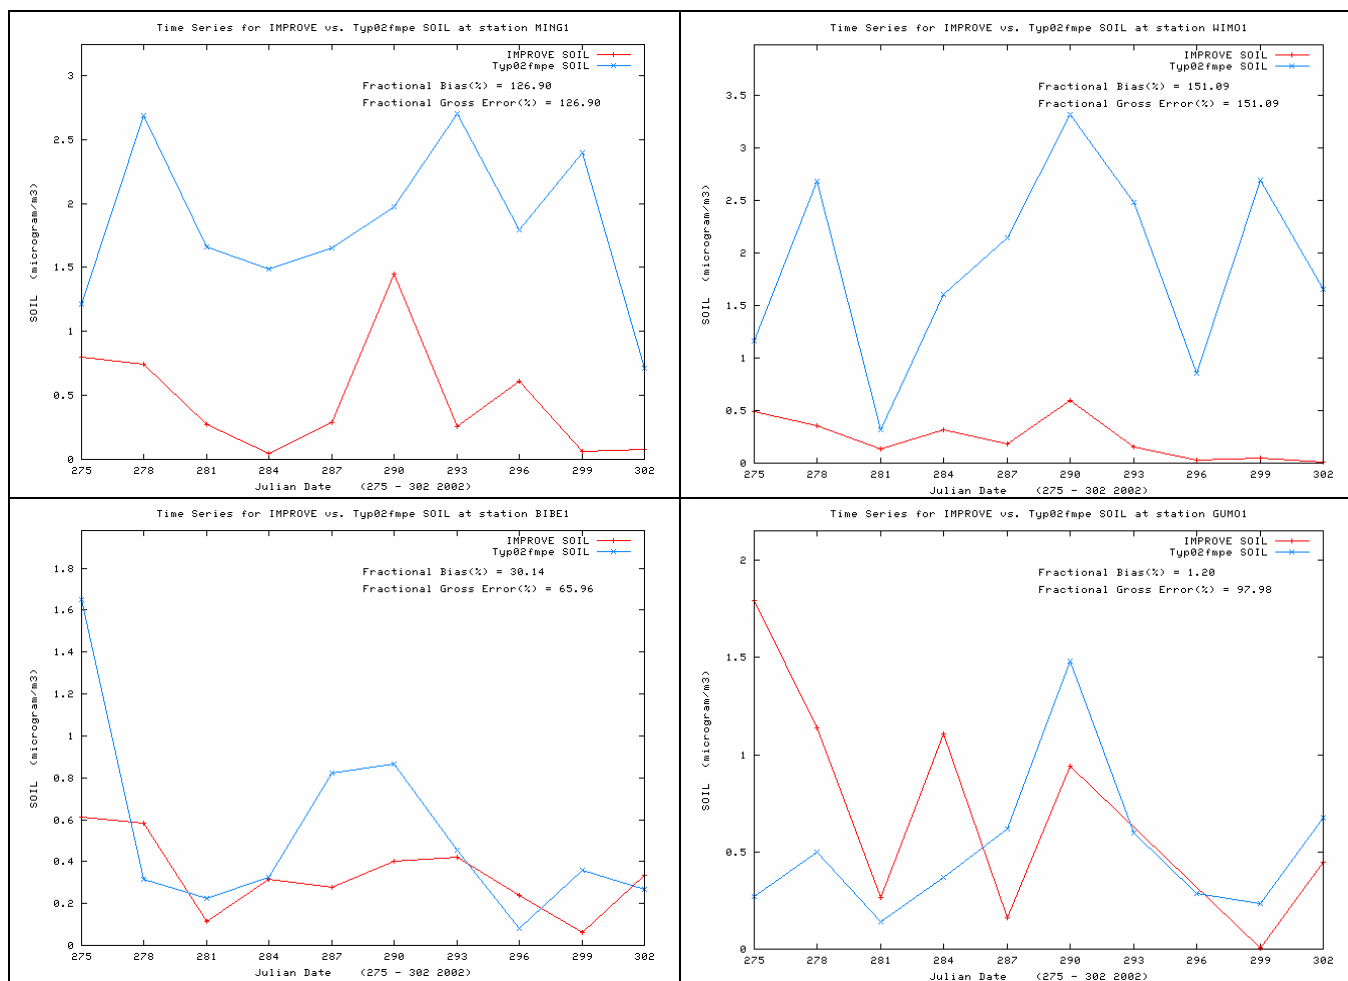 Time Series for IMPROVE vs. Typ02fmpe SOIL at station MING1
IMPROVE SOIL
Typ02fmpe SOIL
Fractional Bias(%) = 126.90
Fractional Gross Error(%) = 126.90
3
2.5
2
1.5
1
0.5
0
SOIL (microgram/m3)
275 278 281 284 287 290 293 296 299 302
Julian Date (275 - 302 2002)
Time Series for IMPROVE vs. Typ02fmpe SOIL at station WIMO1
IMPROVE SOIL
Typ02fmpe SOIL
Fractional Bias(%) = 151.09
Fractional Gross Error(%) = 151.09
3.5
3
2.5
2
1.5
1
0.5
0
SOIL (microgram/m3)
275 278 281 284 287 290 293 296 299 302
Julian Date (275 - 302 2002)
Time Series for IMPROVE vs. Typ02fmpe SOIL at station BIBE1
IMPROVE SOIL
Typ02fmpe SOIL
Fractional Bias(%) = 30.14
Fractional Gross Error(%) = 65.96
1.8
1.6
1.4
1.2
1
0.8
0.6
0.4
0.2
0
SOIL (microgram/m3)
275 278 281 284 287 290 293 296 299 302
Julian Date (275 - 302 2002)
Time Series for IMPROVE vs. Typ02fmpe SOIL at station GUMO1
IMPROVE SOIL
Typ02fmpe SOIL
Fractional Bias(%) = 1.20
Fractional Gross Error(%) = 97.98
2
1.5
1
0.5
0
SOIL (microgram/m3)
275 278 281 284 287 290 293 296 299 302
Julian Date (275 - 302 2002)